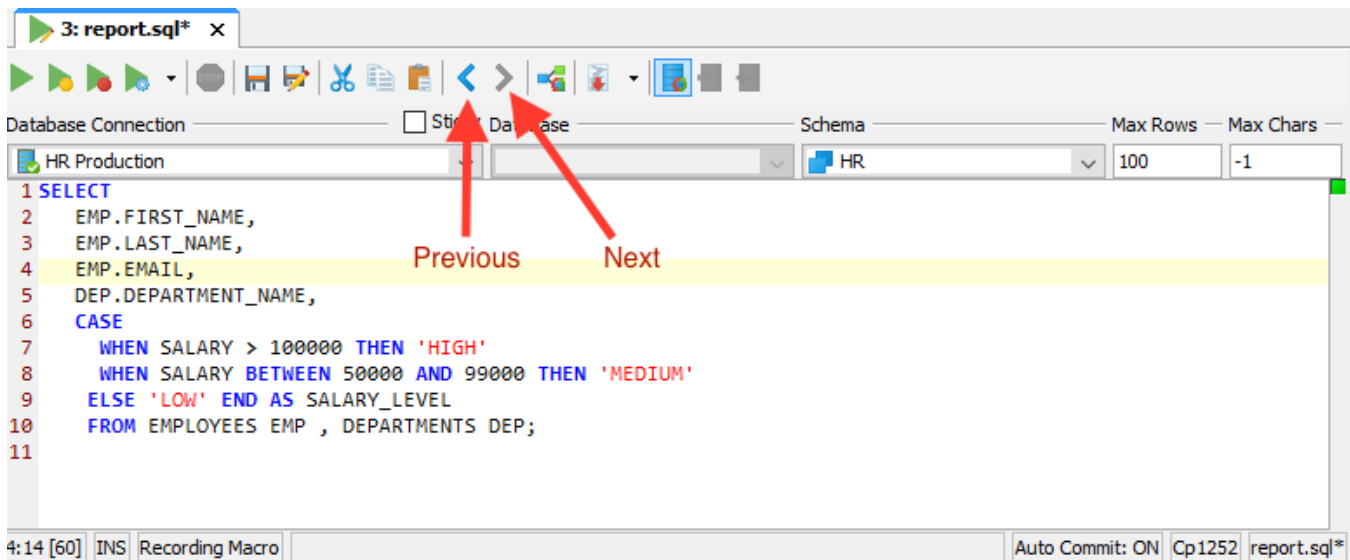 3: report.sql* x
STOP
Database Connection Sticky Database Schema Max Rows Max Chars
HR Production HR 100 -1
1 SELECT
2 EMP.FIRST_NAME,
3 EMP.LAST_NAME,
4 EMP.EMAIL,
5 DEP.DEPARTMENT_NAME,
6 CASE
7 WHEN SALARY > 100000 THEN 'HIGH'
8 WHEN SALARY BETWEEN 50000 AND 99000 THEN 'MEDIUM'
9 ELSE 'LOW' END AS SALARY_LEVEL
10 FROM EMPLOYEES EMP , DEPARTMENTS DEP;
11
Previous Next
4:14 [60] INS Recording Macro Auto Commit: ON Cp1252 report.sql*